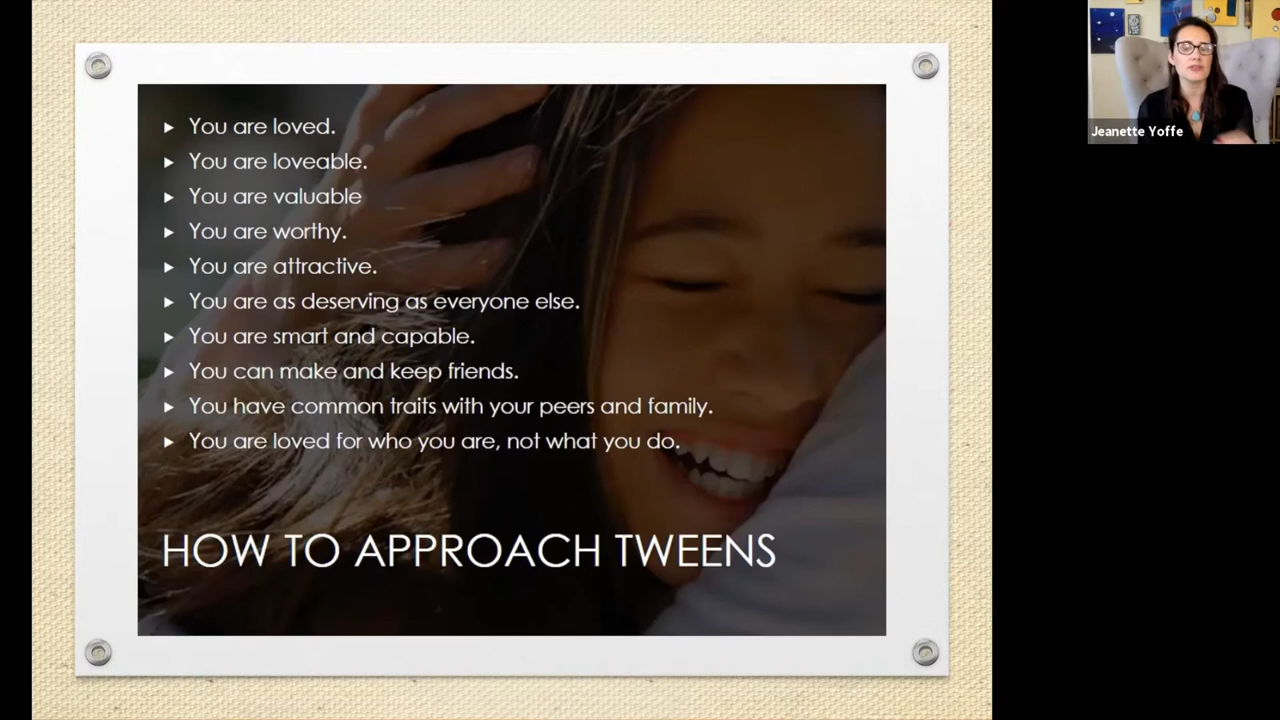 ► You are loved.
► You are loveable.
► You are valuable
► You are worthy.
► You are attractive.
► You are as deserving as everyone else.
► You are smart and capable.
► You can make and keep friends.
► You have common traits with your peers and family.
► You are loved for who you are, not what you do.
HOW TO APPROACH TWEENS
Jeanette Yoffe